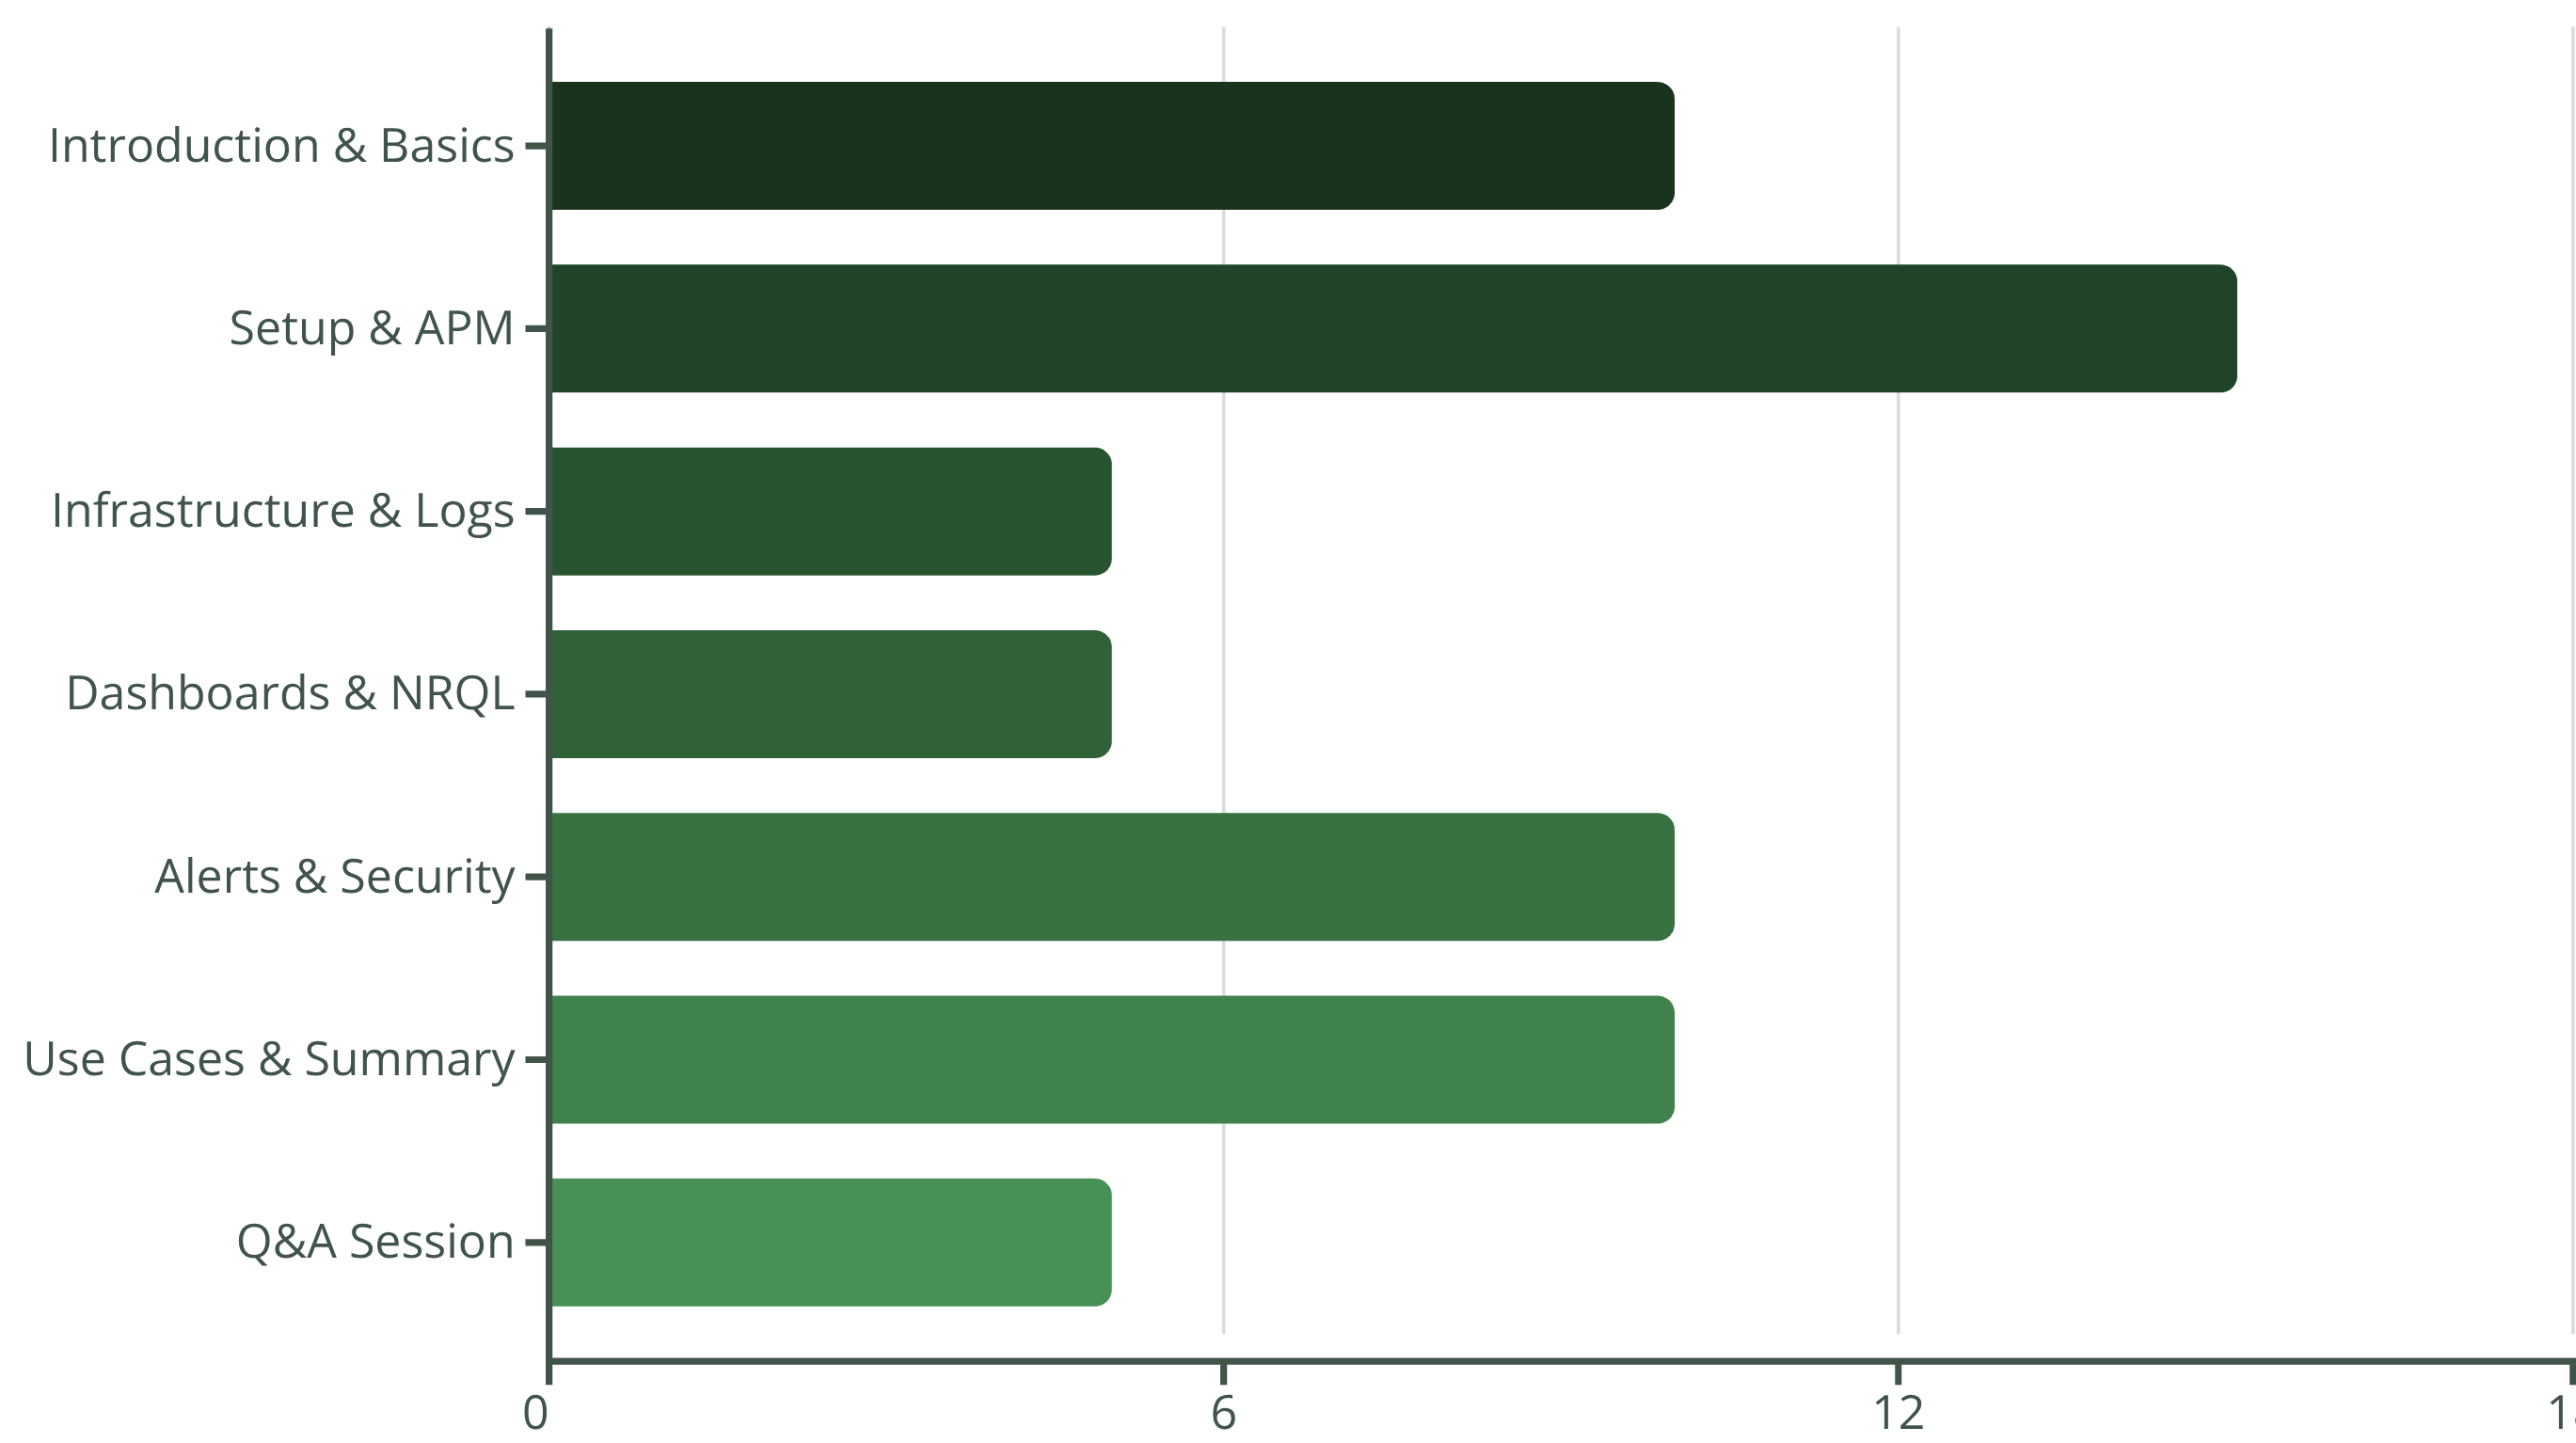 Introduction & Basics
Setup & APM
Infrastructure & Logs
Dashboards & NRQL
Alerts & Security
Use Cases & Summary
Q&A Session
0 6 12